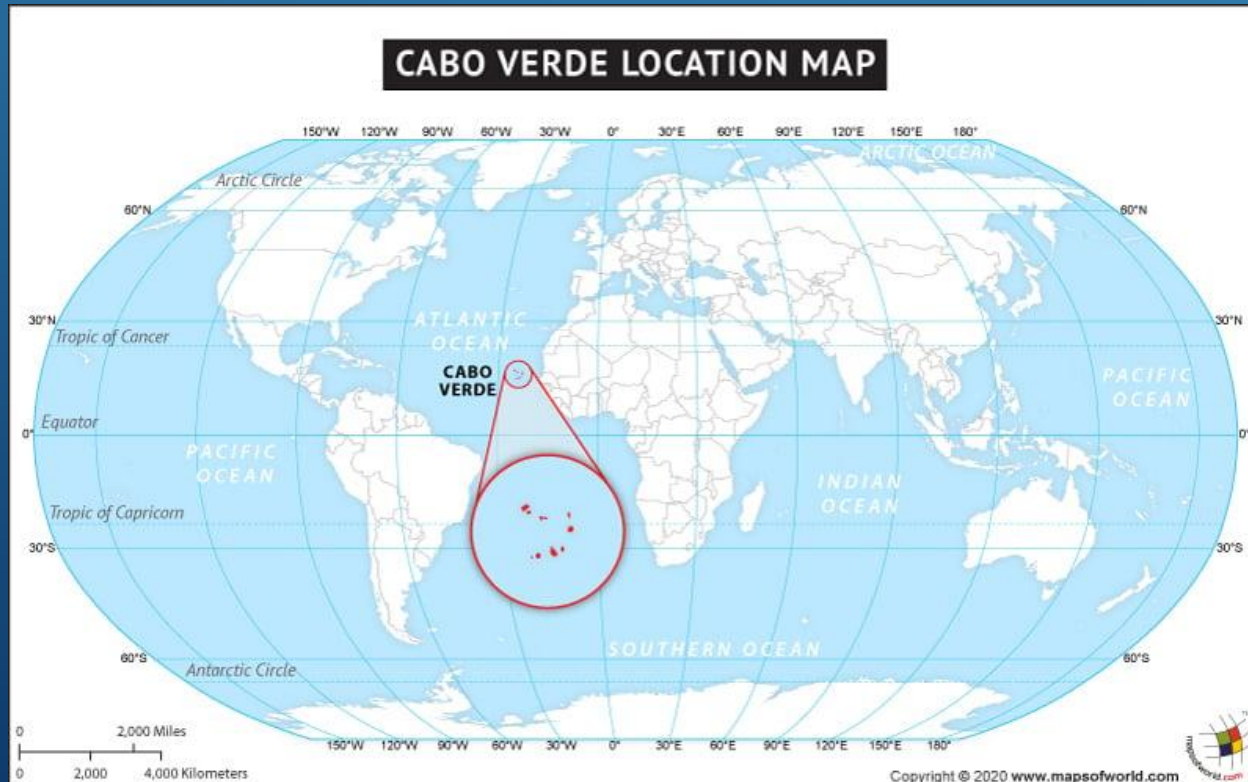 CABO VERDE LOCATION MAP
150°W 120°W 90°W 60°W 30°W 0° 30°E 60°E 90°E 120°E 150°E 180°
ARCTIC OCEAN
Arctic Circle
60°N 60°N
ATLANTIC
OCEAN
30°N 30°N
Tropic of Cancer
CABO
VERDE
PACIFIC
OCEAN
Equator
0° 0°
PACIFIC
OCEAN
INDIAN
OCEAN
Tropic of Capricorn
30°S 30°S
SOUTHERN OCEAN
60°S 60°S
Antarctic Circle
0 2,000 Miles
0 2,000 4,000 Kilometers
150°W 120°W 90°W 60°W 30°W 0° 30°E 60°E 90°E 120°E 150°E 180°
Copyright © 2020 www.mapsofworld.com
mapsofworld.com